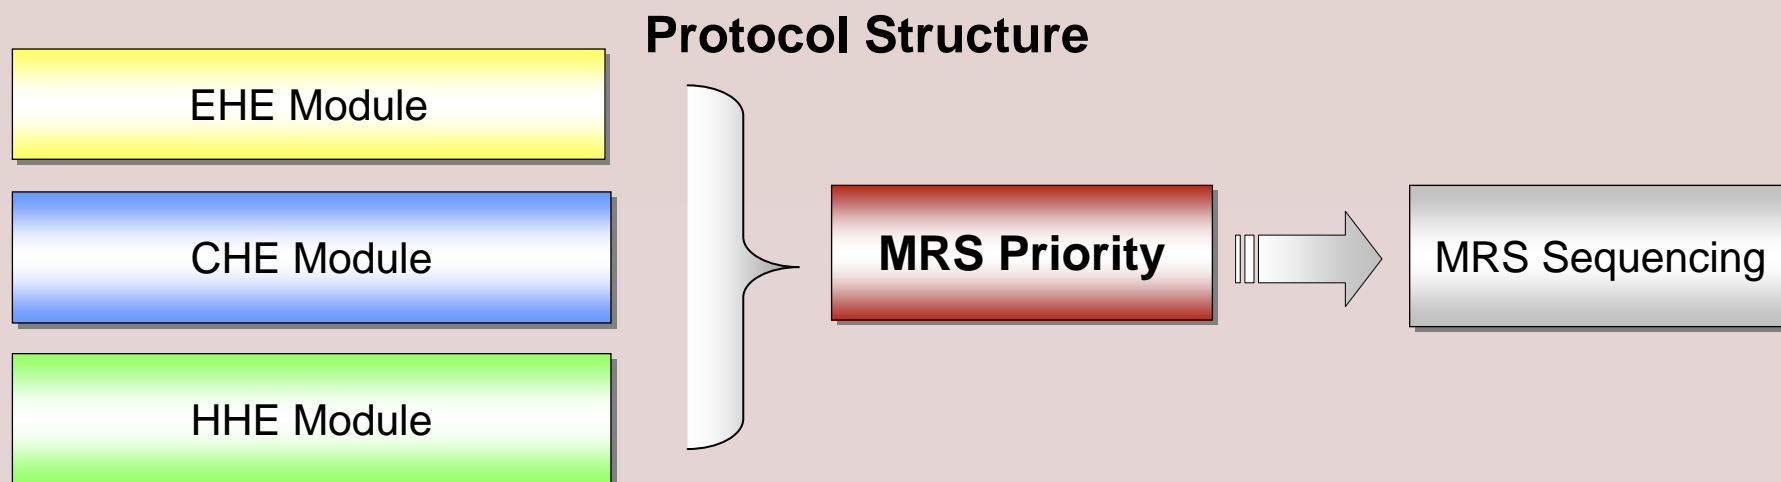 Protocol Structure
EHE Module
CHE Module
HHE Module
MRS Priority
MRS Sequencing